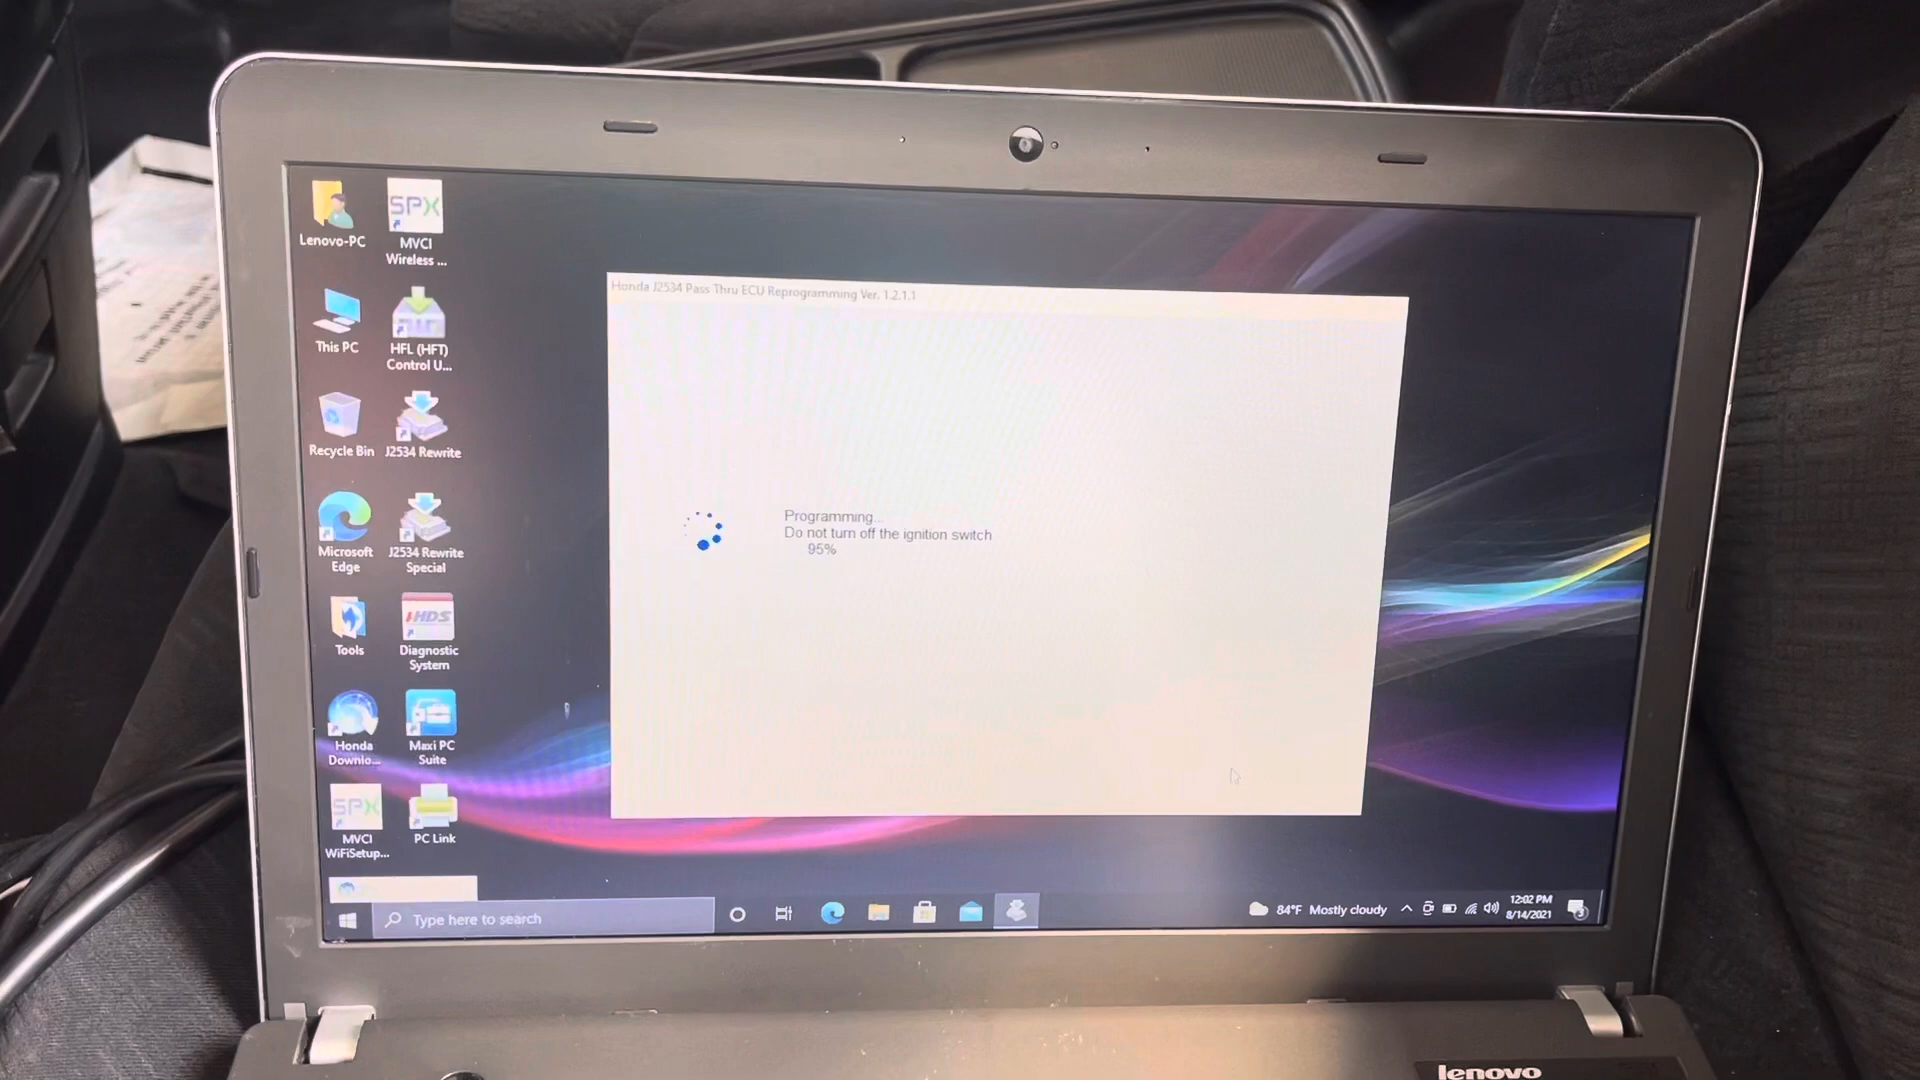 SPX
Lenovo-PC
MVCI
Wireless ...
This PC
HFL (HFT)
Control U...
Recycle Bin
J2534 Rewrite
Microsoft
Edge
J2534 Rewrite
Special
HDS
Tools
Diagnostic
System
Honda
Downlo...
Maxi PC
Suite
SPX
MVCI
WiFiSetup...
PC Link
Honda J2534 Pass Thru ECU Reprogramming Ver. 1.2.1.1
Programming...
Do not turn off the ignition switch
95%
Type here to search
84°F Mostly cloudy
12:02 PM
8/14/2021
3
lenovo